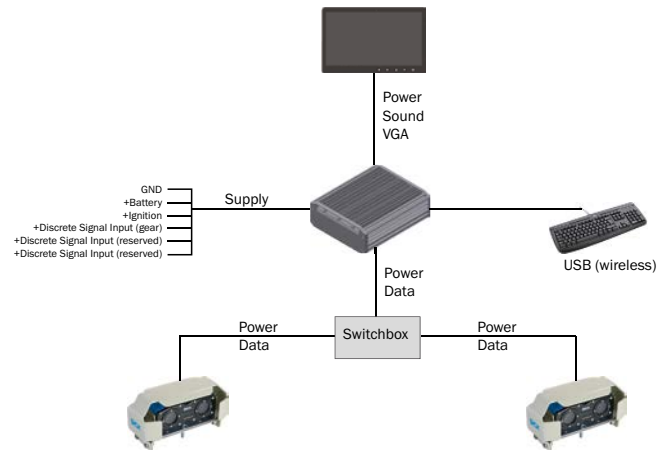 Power
Sound
VGA
GND
+Battery
+Ignition
+Discrete Signal Input (gear)
+Discrete Signal Input (reserved)
+Discrete Signal Input (reserved)
Supply
USB (wireless)
Power
Data
Power
Data
Switchbox
Power
Data